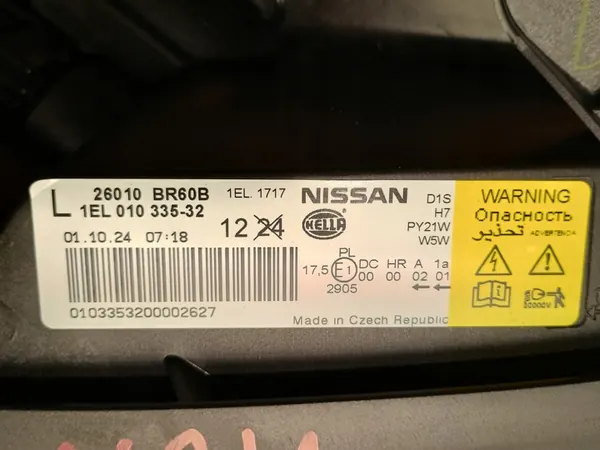 L 26010 BR60B 1EL. 1717 NISSAN D1S
1EL 010 335-32 H7
01.10.24 07:18 12 24 HELLA PY21W
W5W
PL
17,5 E1 DC HR A 1a
00 00 02 01
2905
0103353200002627
Made in Czech Republic
WARNING
Опасность
تحذير ADVERTENCIA
20000V